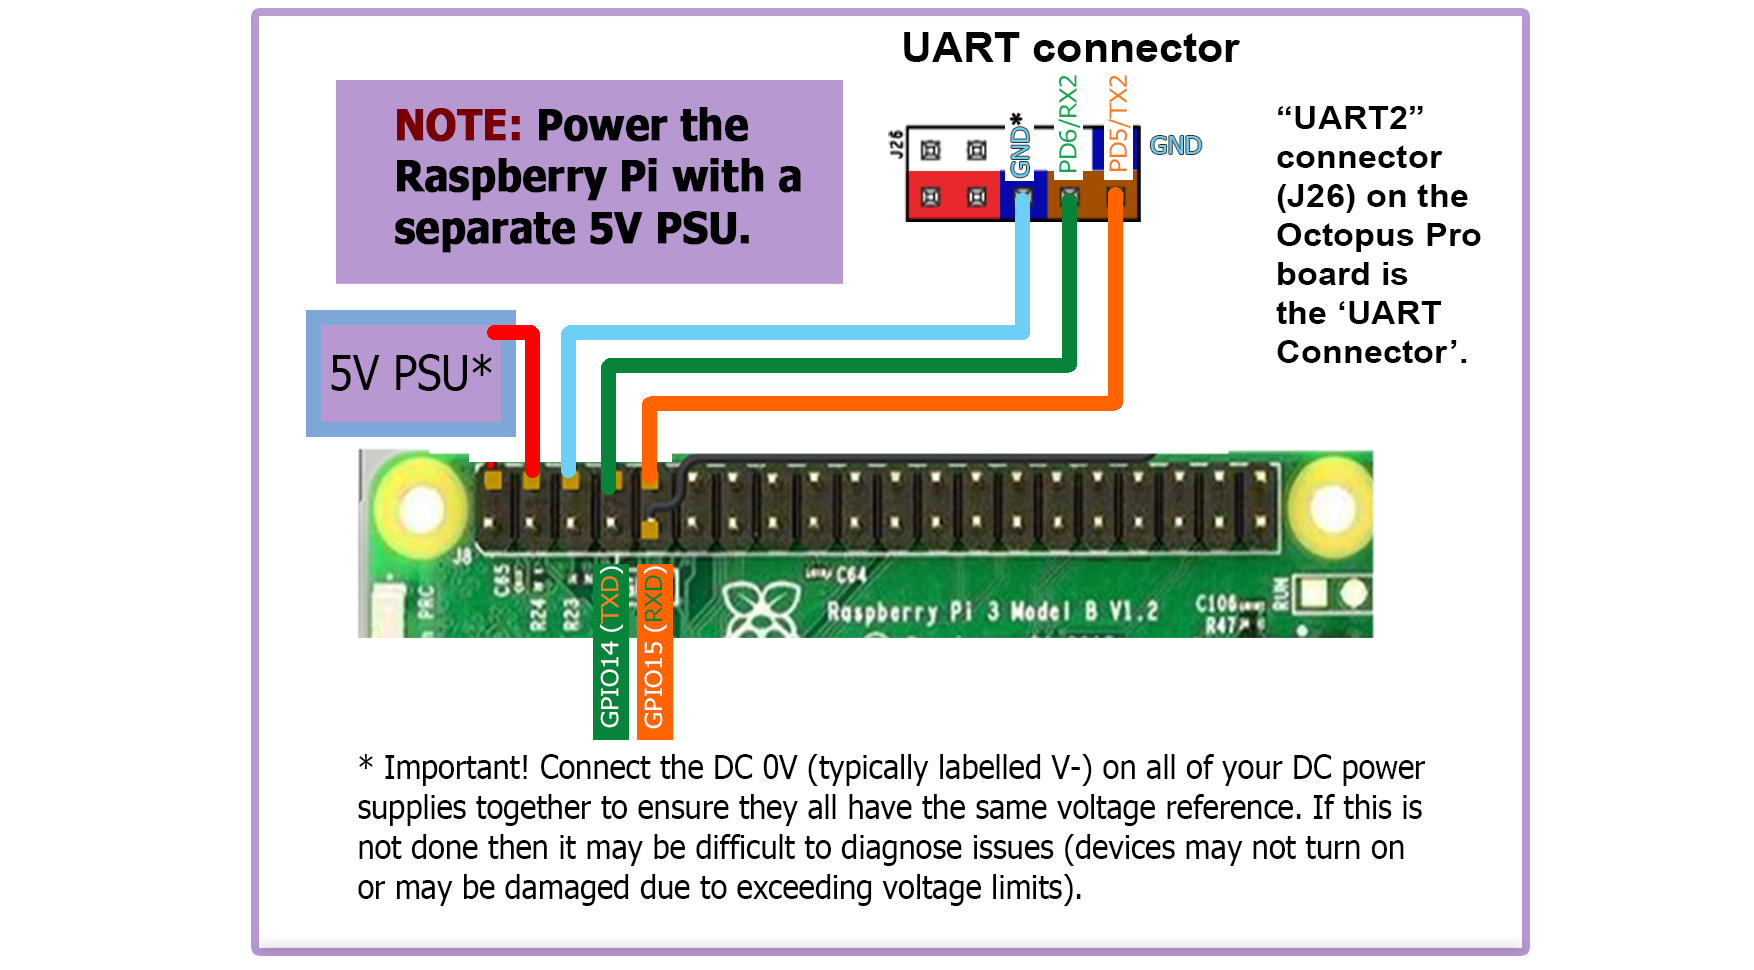 UART connector
NOTE: Power the
Raspberry Pi with a
separate 5V PSU.
J26
GND*
PD6/RX2
PD5/TX2
GND
“UART2”
connector
(J26) on the
Octopus Pro
board is
the ‘UART
Connector’.
5V PSU*
J8
C65
R24
R23
PRC
C64
Raspberry Pi 3 Model B V1.2
C106
R47
RUN
GPIO14 (TXD)
GPIO15 (RXD)
* Important! Connect the DC 0V (typically labelled V-) on all of your DC power
supplies together to ensure they all have the same voltage reference. If this is
not done then it may be difficult to diagnose issues (devices may not turn on
or may be damaged due to exceeding voltage limits).